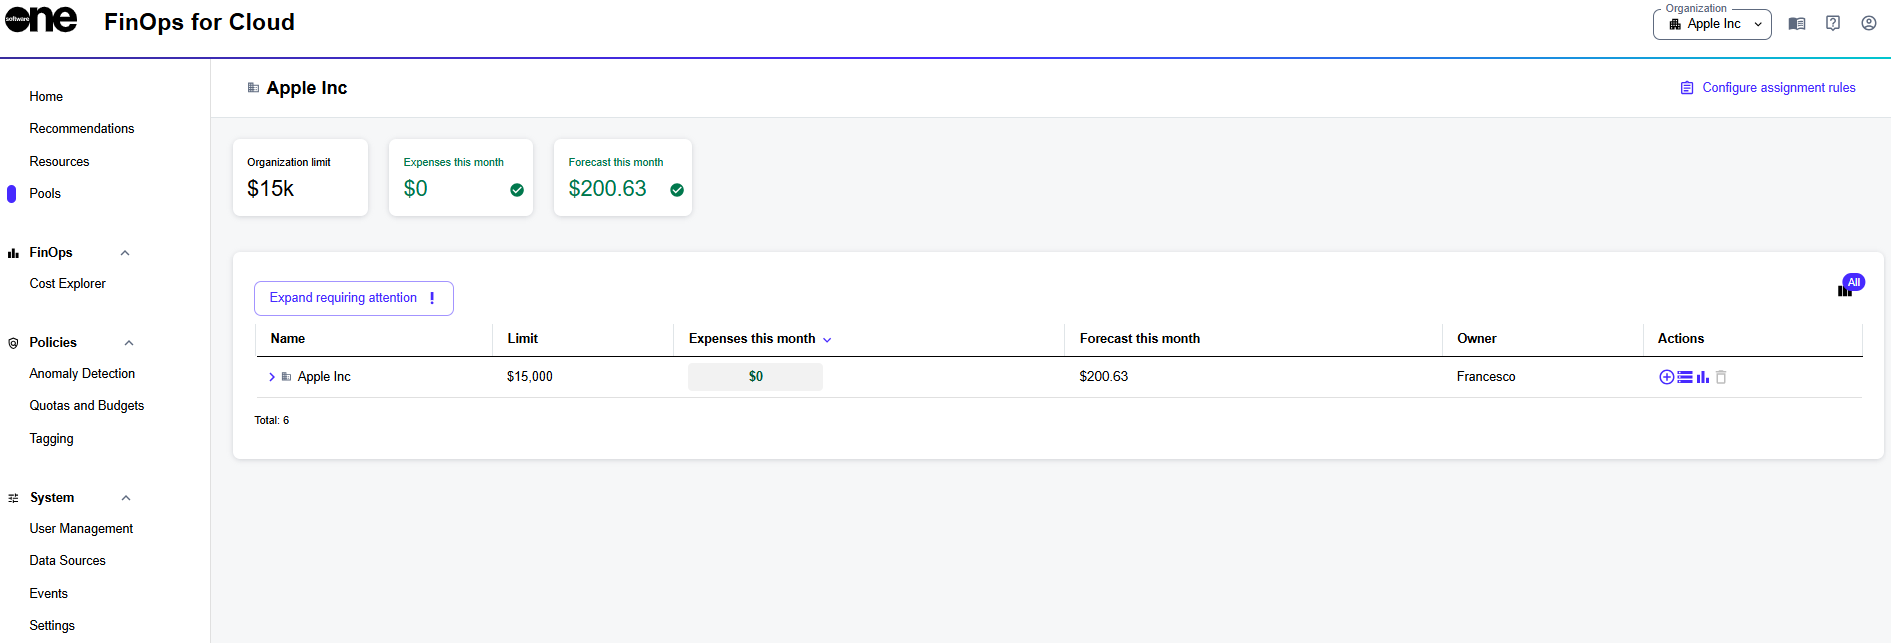 software one FinOps for Cloud
Organization
Apple Inc
Home
Recommendations
Resources
Pools
FinOps
Cost Explorer
Policies
Anomaly Detection
Quotas and Budgets
Tagging
System
User Management
Data Sources
Events
Settings
Apple Inc
Configure assignment rules
Organization limit
$15k
Expenses this month
$0
Forecast this month
$200.63
Expand requiring attention !
All
Name Limit Expenses this month Forecast this month Owner Actions
Apple Inc $15,000 $0 $200.63 Francesco
Total: 6